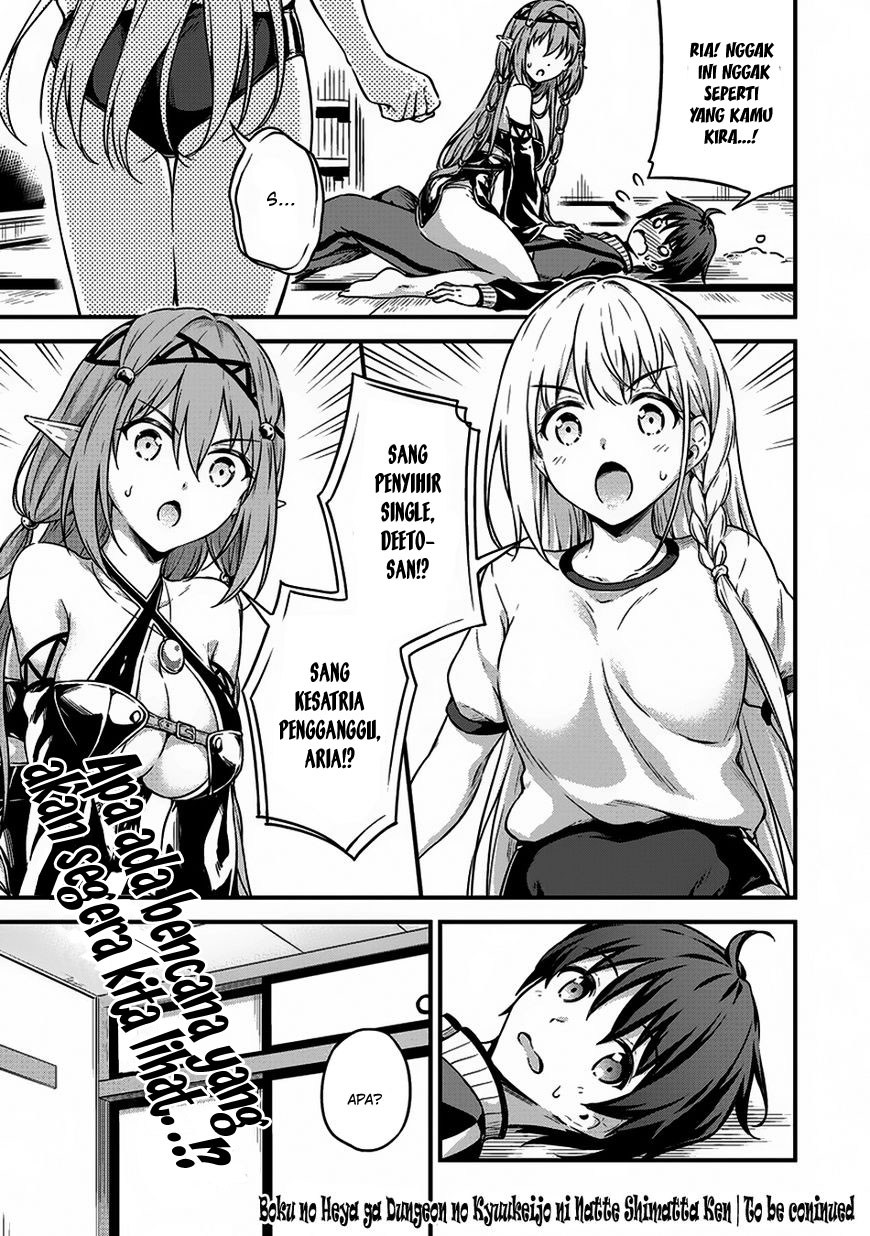 RIA! NGGAK
INI NGGAK
SEPERTI
YANG KAMU
KIRA...!
S...
SANG
PENYIHIR
SINGLE,
DEETO-
SAN!?
SANG
KESATRIA
PENGGANGGU,
ARIA!?
APA?
Apa ada bencana yang
akan segera kita lihat....
Boku no Heya ga Dungeon no Kyuukeijo ni Natte Shimatta Ken | To be coninued